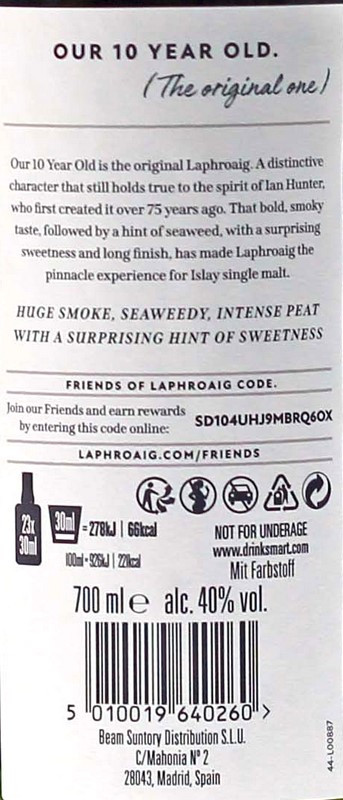 OUR 10 YEAR OLD.
(The original one)
Our 10 Year Old is the original Laphroaig. A distinctive
character that still holds true to the spirit of Ian Hunter,
who first created it over 75 years ago. That bold, smoky
taste, followed by a hint of seaweed, with a surprising
sweetness and long finish, has made Laphroaig the
pinnacle experience for Islay single malt.
HUGE SMOKE, SEAWEEDY, INTENSE PEAT
WITH A SURPRISING HINT OF SWEETNESS
FRIENDS OF LAPHROAIG CODE.
Join our Friends and earn rewards
by entering this code online:
SD104UHJ9MBRQ6OX
LAPHROAIG.COM/FRIENDS
23x
30ml
30ml = 278kJ | 66kcal
100ml = 926kJ | 221kcal
NOT FOR UNDERAGE
www.drinksmart.com
Mit Farbstoff
700 ml e alc. 40% vol.
5 010019 640260 >
Beam Suntory Distribution S.L.U.
C/Mahonia Nº 2
28043, Madrid, Spain
44-L00887